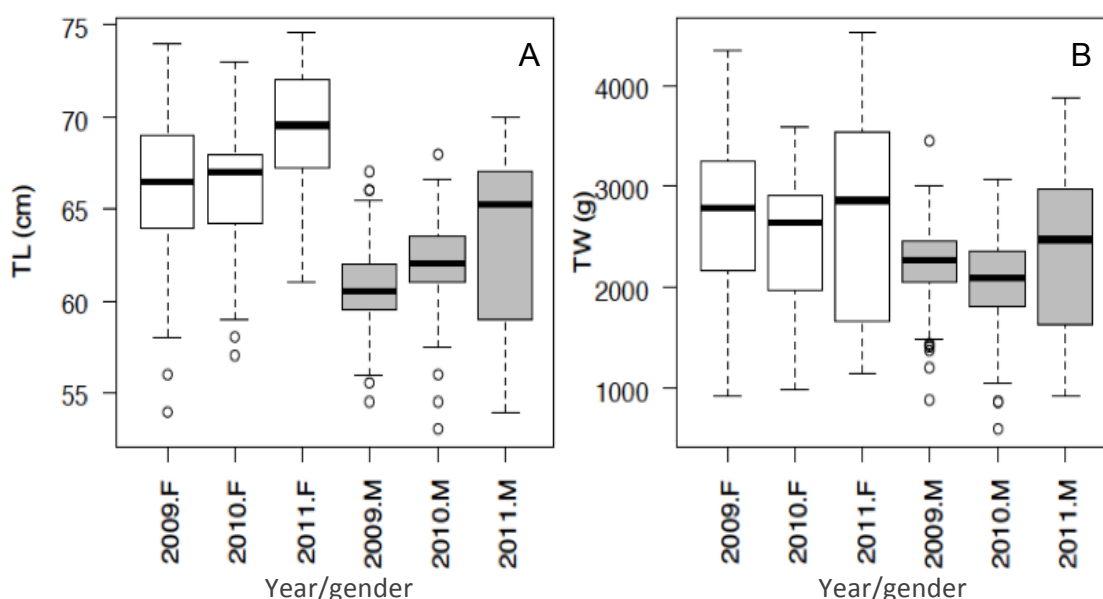 A
75
70
65
60
55
TL (cm)
2009.F
2010.F
2011.F
2009.M
2010.M
2011.M
Year/gender
B
4000
3000
2000
1000
TW (g)
2009.F
2010.F
2011.F
2009.M
2010.M
2011.M
Year/gender